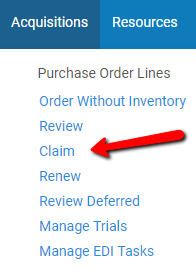 Acquisitions Resources
Purchase Order Lines
Order Without Inventory
Review
Claim
Renew
Review Deferred
Manage Trials
Manage EDI Tasks